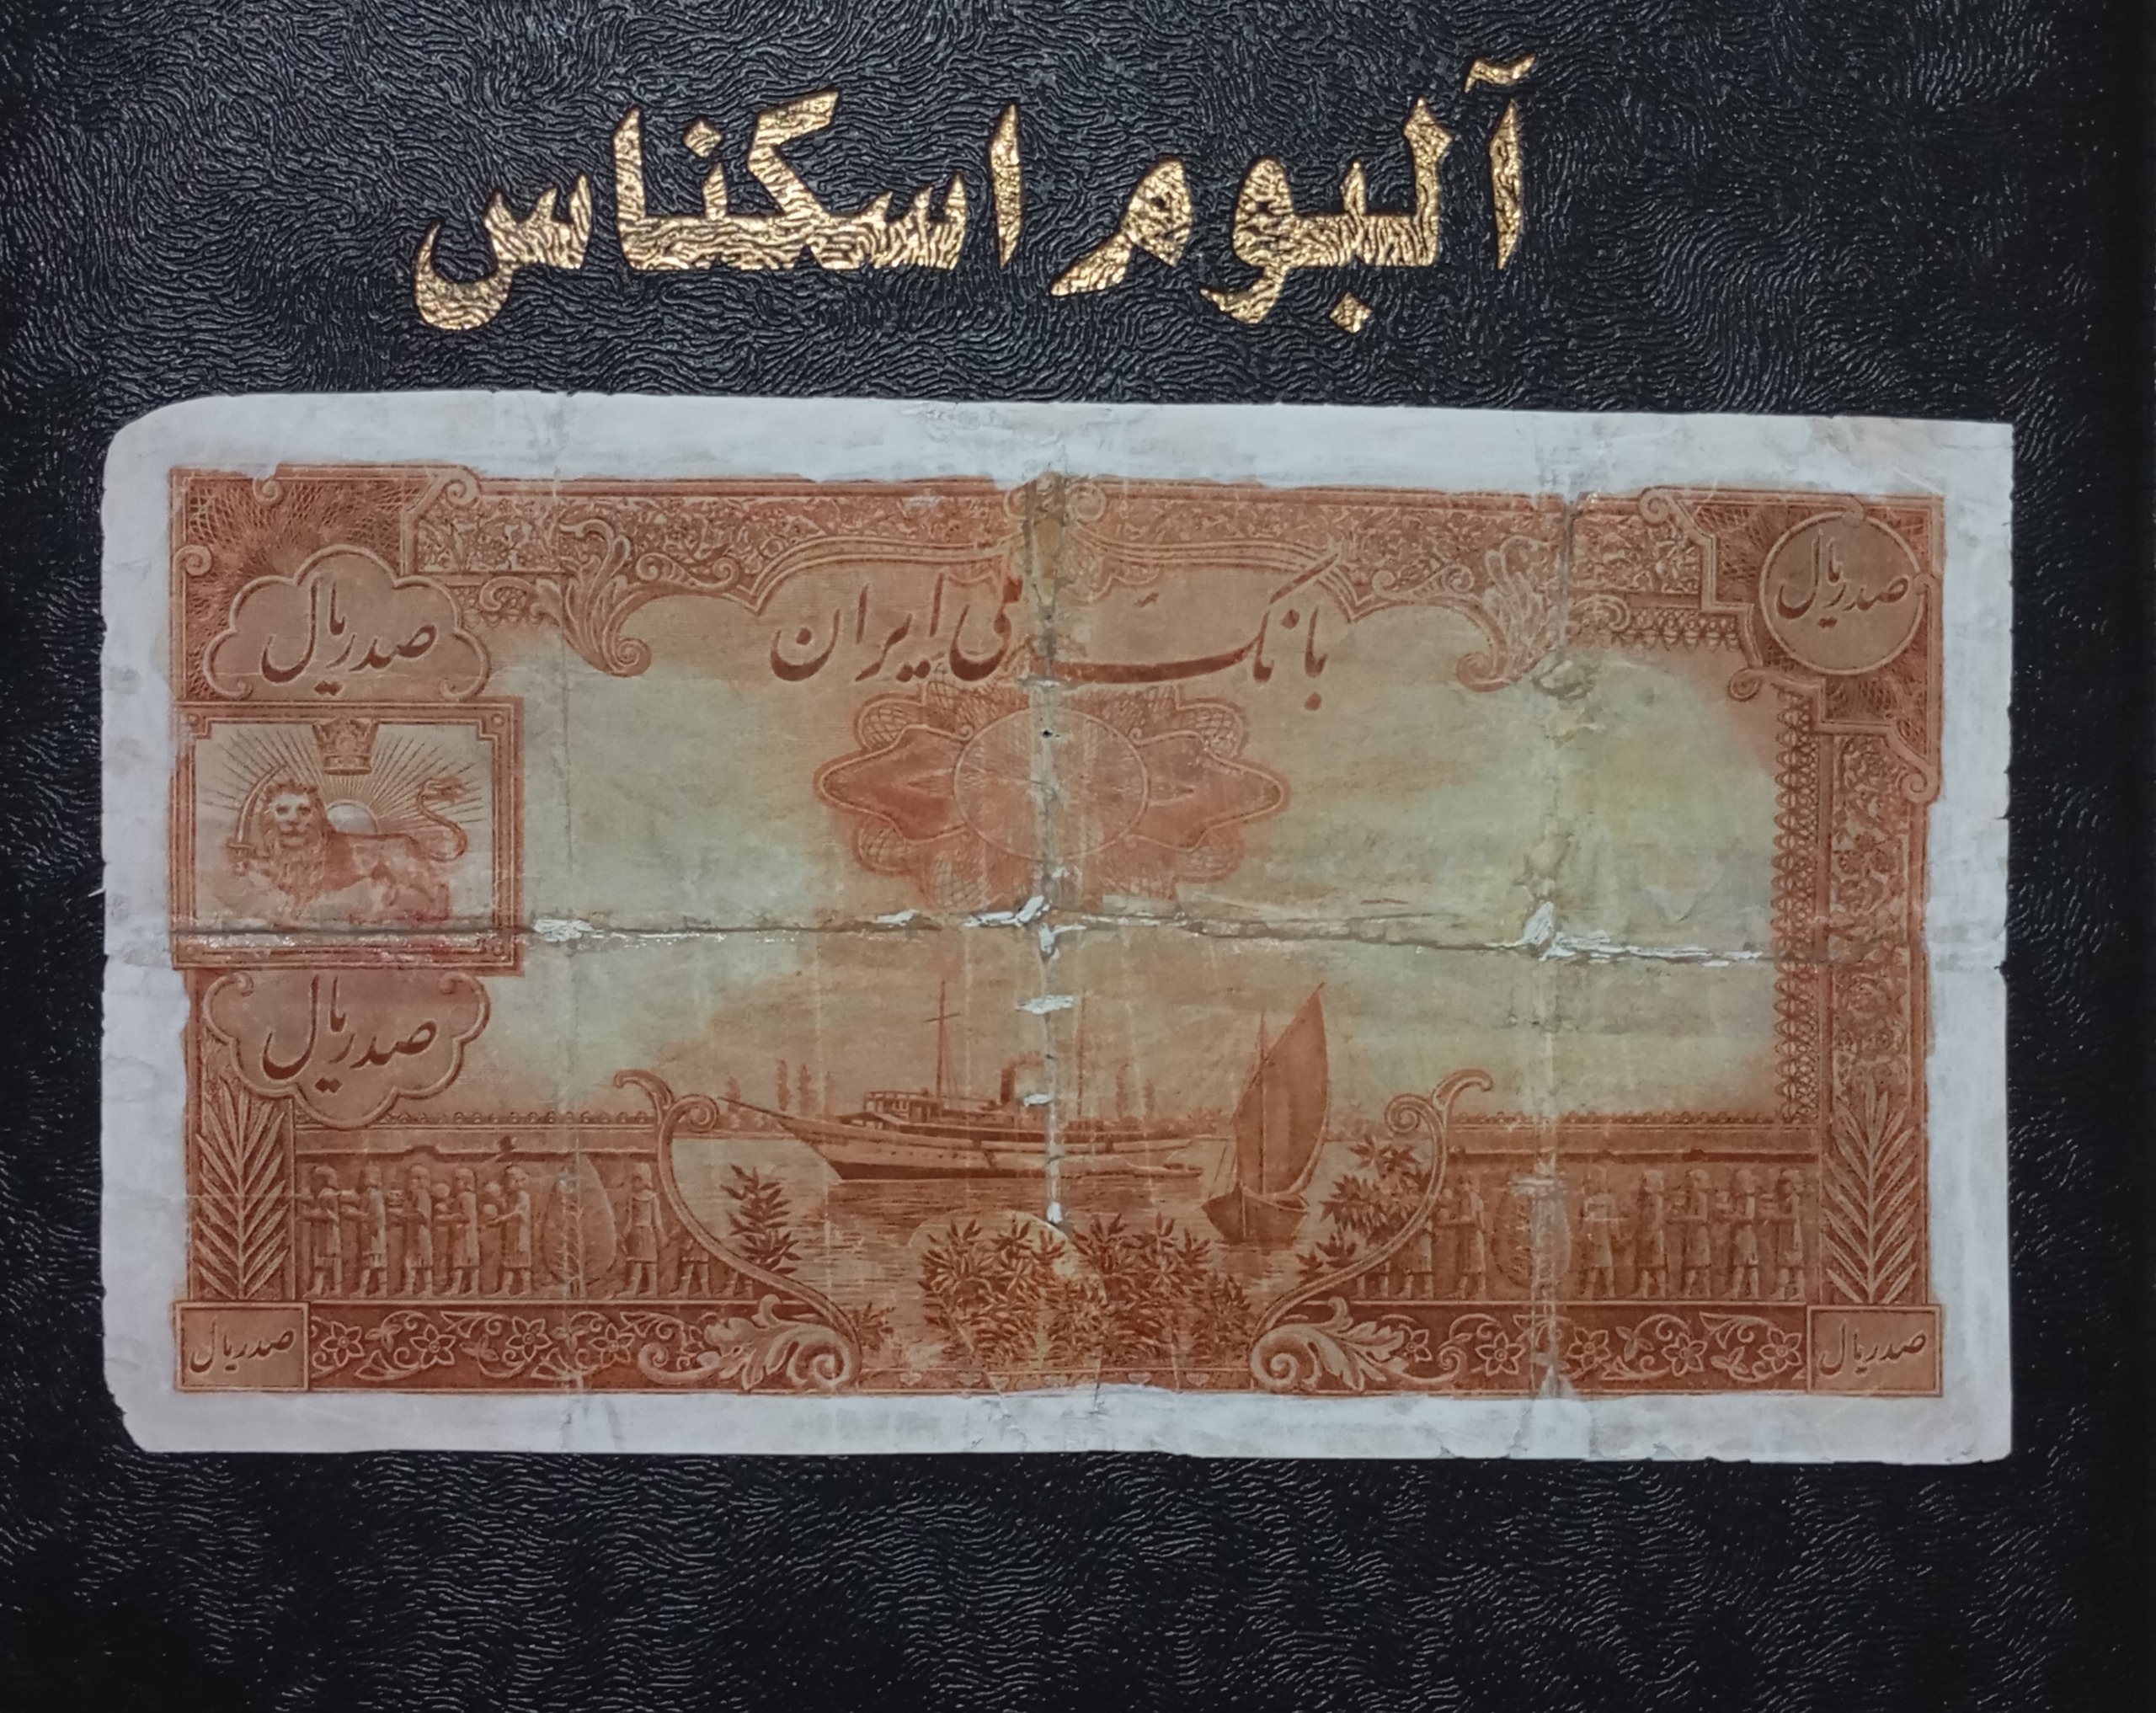 آلبوم اسکناس
صد ریال
بانک ملی ایران
صد ریال
صد ریال
صد ریال
صد ریال